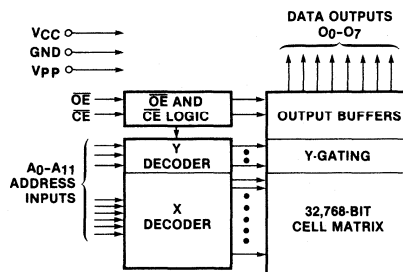 DATA OUTPUTS
O0–O7
VCC
GND
VPP
OE
CE
OE AND
CE LOGIC
OUTPUT BUFFERS
Y
DECODER
Y-GATING
A0–A11
ADDRESS
INPUTS
X
DECODER
32,768-BIT
CELL MATRIX